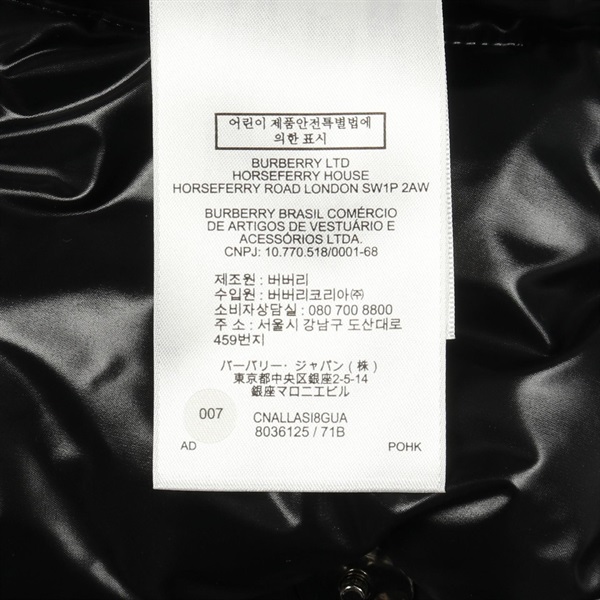 어린이 제품안전특별법에
의한 표시
BURBERRY LTD
HORSEFERRY HOUSE
HORSEFERRY ROAD LONDON SW1P 2AW
BURBERRY BRASIL COMÉRCIO
DE ARTIGOS DE VESTUÁRIO E
ACESSÓRIOS LTDA.
CNPJ: 10.770.518/0001-68
제조원 : 버버리
수입원 : 버버리코리아㈜
소비자상담실 : 080 700 8800
주 소 : 서울시 강남구 도산대로
459번지
バーバリー・ジャパン(株)
東京都中央区銀座2-5-14
銀座マロニエビル
007
CNALLASI8GUA
8036125 / 71B
AD
POHK